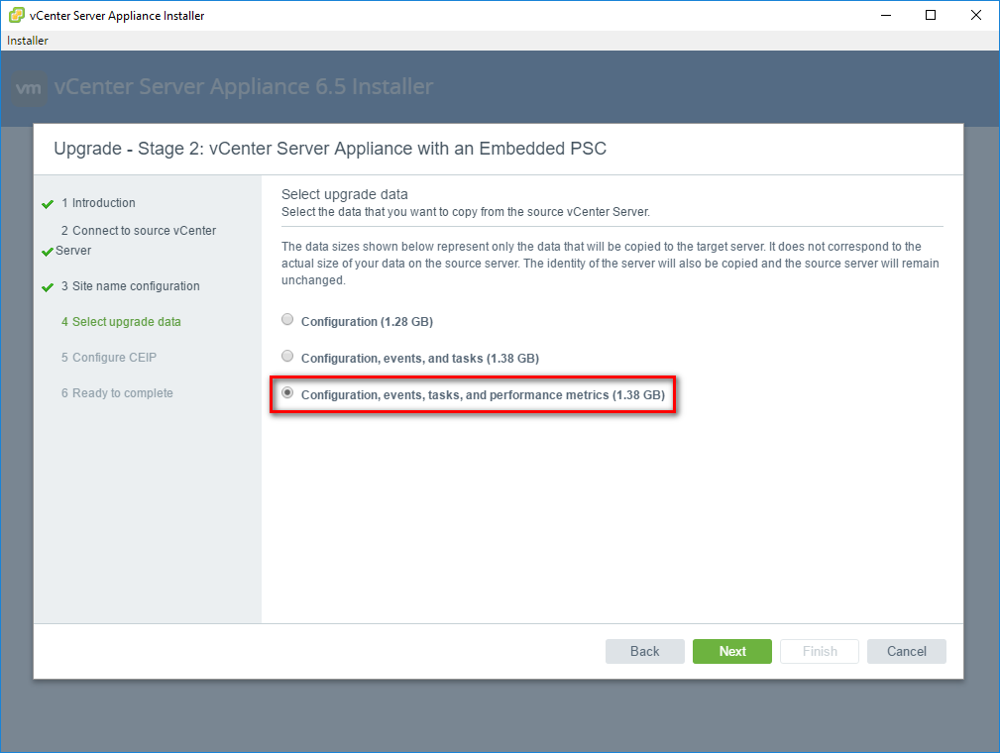 vCenter Server Appliance Installer
Installer
vm vCenter Server Appliance 6.5 Installer
Upgrade - Stage 2: vCenter Server Appliance with an Embedded PSC
1 Introduction
2 Connect to source vCenter
Server
3 Site name configuration
4 Select upgrade data
5 Configure CEIP
6 Ready to complete
Select upgrade data
Select the data that you want to copy from the source vCenter Server.
The data sizes shown below represent only the data that will be copied to the target server. It does not correspond to the
actual size of your data on the source server. The identity of the server will also be copied and the source server will remain
unchanged.
Configuration (1.28 GB)
Configuration, events, and tasks (1.38 GB)
Configuration, events, tasks, and performance metrics (1.38 GB)
Back Next Finish Cancel